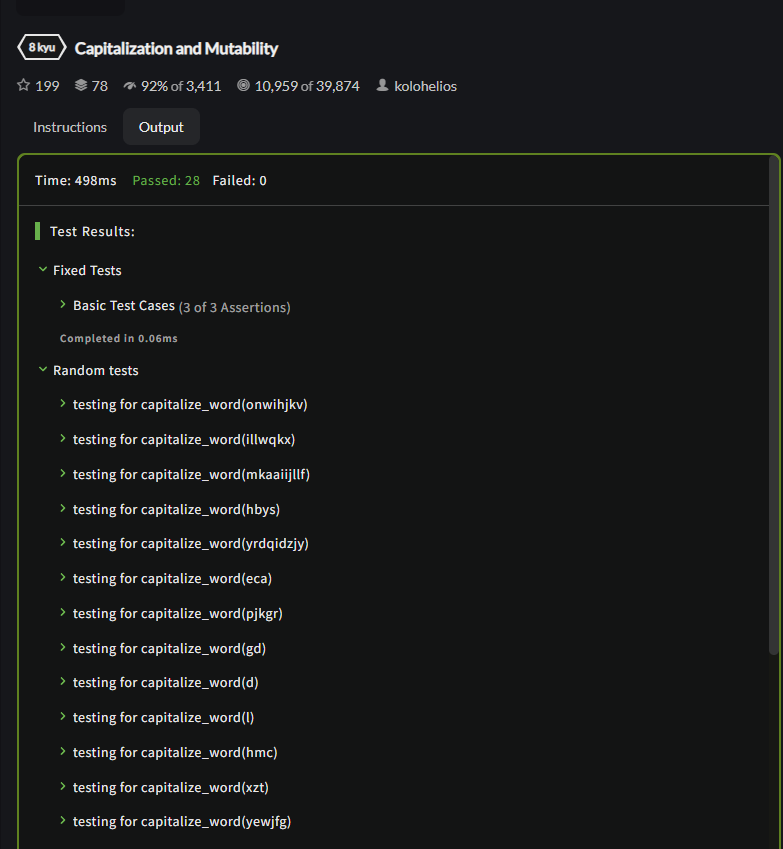 8 kyu Capitalization and Mutability
199 78 92% of 3,411 10,959 of 39,874 kolohelios
Instructions Output
Time: 498ms Passed: 28 Failed: 0
Test Results:
Fixed Tests
Basic Test Cases (3 of 3 Assertions)
Completed in 0.06ms
Random tests
testing for capitalize_word(onwihjkv)
testing for capitalize_word(illwqkx)
testing for capitalize_word(mkaaiijllf)
testing for capitalize_word(hbys)
testing for capitalize_word(yrdqidzjy)
testing for capitalize_word(eca)
testing for capitalize_word(pjkgr)
testing for capitalize_word(gd)
testing for capitalize_word(d)
testing for capitalize_word(l)
testing for capitalize_word(hmc)
testing for capitalize_word(xzt)
testing for capitalize_word(yewjfg)